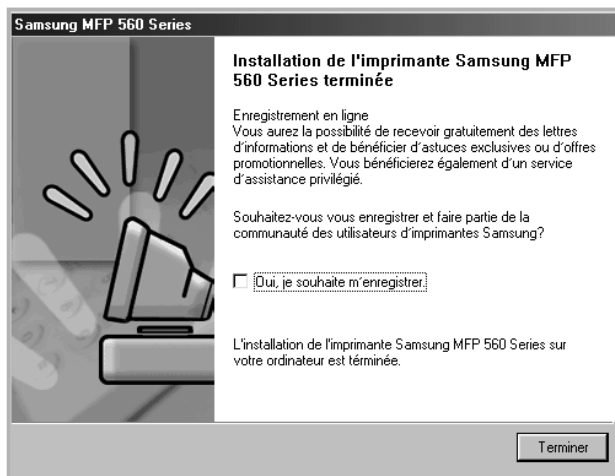 Samsung MFP 560 Series
Installation de l'imprimante Samsung MFP
560 Series terminée
Enregistrement en ligne
Vous aurez la possibilité de recevoir gratuitement des lettres
d'informations et de bénéficier d'astuces exclusives ou d'offres
promotionnelles. Vous bénéficierez également d'un service
d'assistance privilégié.
Souhaitez-vous vous enregistrer et faire partie de la
communauté des utilisateurs d'imprimantes Samsung?
Oui, je souhaite m'enregistrer.
L'installation de l'imprimante Samsung MFP 560 Series sur
votre ordinateur est términée.
Terminer